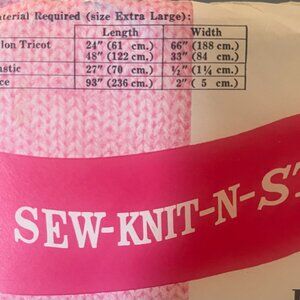 aterial Required (size Extra Large):
Length Width
lon Tricot 24" (61 cm.) 66" (188 cm.)
48" (122 cm.) 33" (84 cm.)
astic 27" (70 cm.) ½" (1¼ cm.)
ce 93" (236 cm.) 2" ( 5 cm.)
SEW-KNIT-N-S